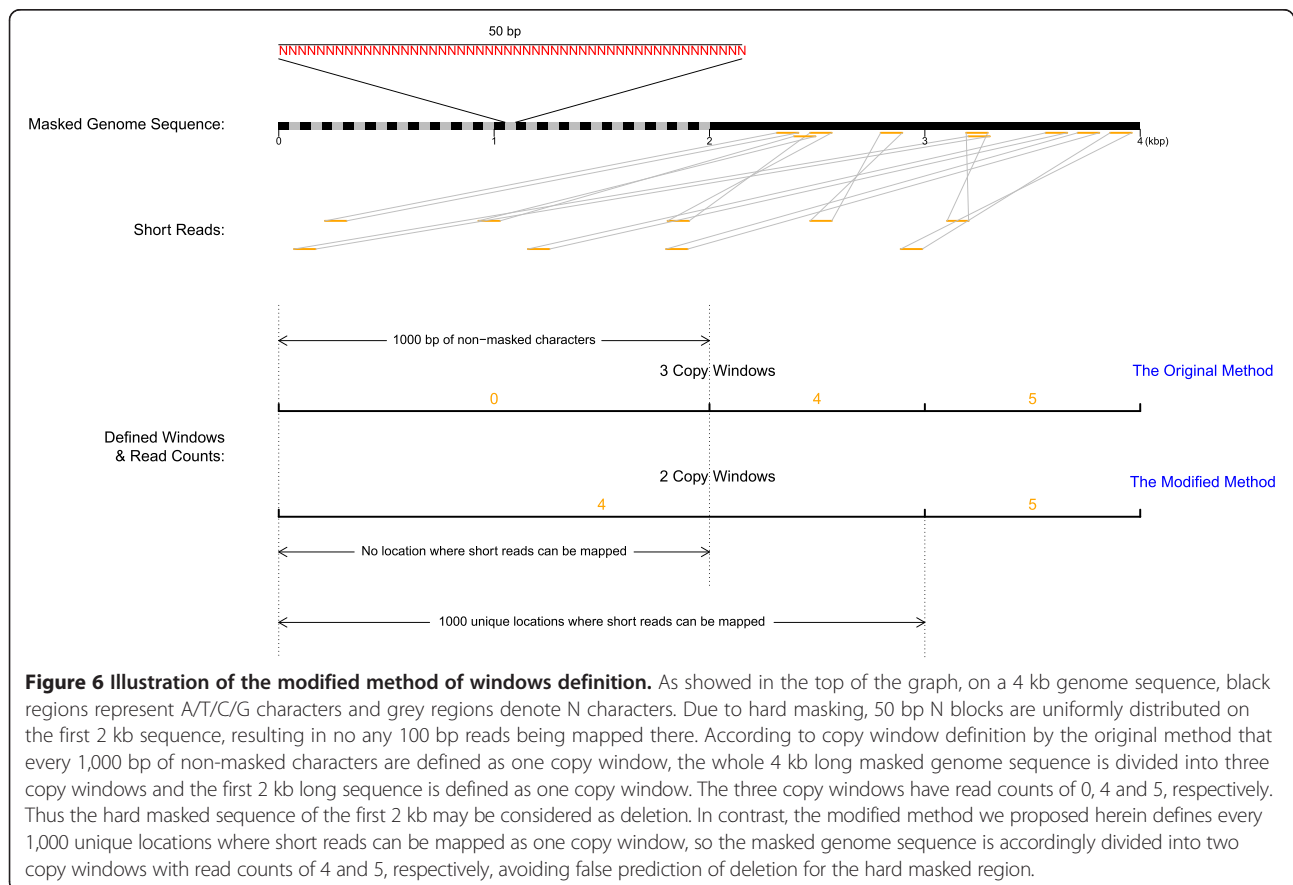 50 bp
NNNNNNNNNNNNNNNNNNNNNNNNNNNNNNNNNNNNNNNNNNNNNNNNNN
Masked Genome Sequence:
0 1 2 3 4 (kbp)
Short Reads:
1000 bp of non−masked characters
3 Copy Windows
The Original Method
0 4 5
Defined Windows
& Read Counts:
2 Copy Windows
The Modified Method
4 5
No location where short reads can be mapped
1000 unique locations where short reads can be mapped
Figure 6 Illustration of the modified method of windows definition. As showed in the top of the graph, on a 4 kb genome sequence, black
regions represent A/T/C/G characters and grey regions denote N characters. Due to hard masking, 50 bp N blocks are uniformly distributed on
the first 2 kb sequence, resulting in no any 100 bp reads being mapped there. According to copy window definition by the original method that
every 1,000 bp of non-masked characters are defined as one copy window, the whole 4 kb long masked genome sequence is divided into three
copy windows and the first 2 kb long sequence is defined as one copy window. The three copy windows have read counts of 0, 4 and 5, respectively.
Thus the hard masked sequence of the first 2 kb may be considered as deletion. In contrast, the modified method we proposed herein defines every
1,000 unique locations where short reads can be mapped as one copy window, so the masked genome sequence is accordingly divided into two
copy windows with read counts of 4 and 5, respectively, avoiding false prediction of deletion for the hard masked region.